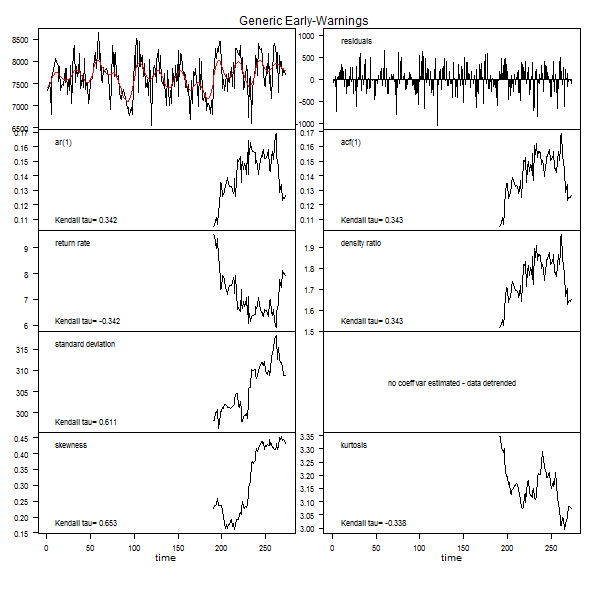 Generic Early-Warnings
8500
8000
7500
7000
6500
residuals
1000
500
0
-500
-1000
ar(1)
0.17
0.16
0.15
0.14
0.13
0.12
0.11
Kendall tau= 0.342
acf(1)
0.17
0.16
0.15
0.14
0.13
0.12
0.11
Kendall tau= 0.343
return rate
9
8
7
6
Kendall tau= -0.342
density ratio
1.9
1.8
1.7
1.6
1.5
Kendall tau= 0.343
standard deviation
315
310
305
300
Kendall tau= 0.611
no coeff var estimated - data detrended
skewness
0.45
0.40
0.35
0.30
0.25
0.20
0.15
Kendall tau= 0.653
kurtosis
3.35
3.30
3.25
3.20
3.15
3.10
3.05
3.00
Kendall tau= -0.338
0 50 100 150 200 250
time
0 50 100 150 200 250
time